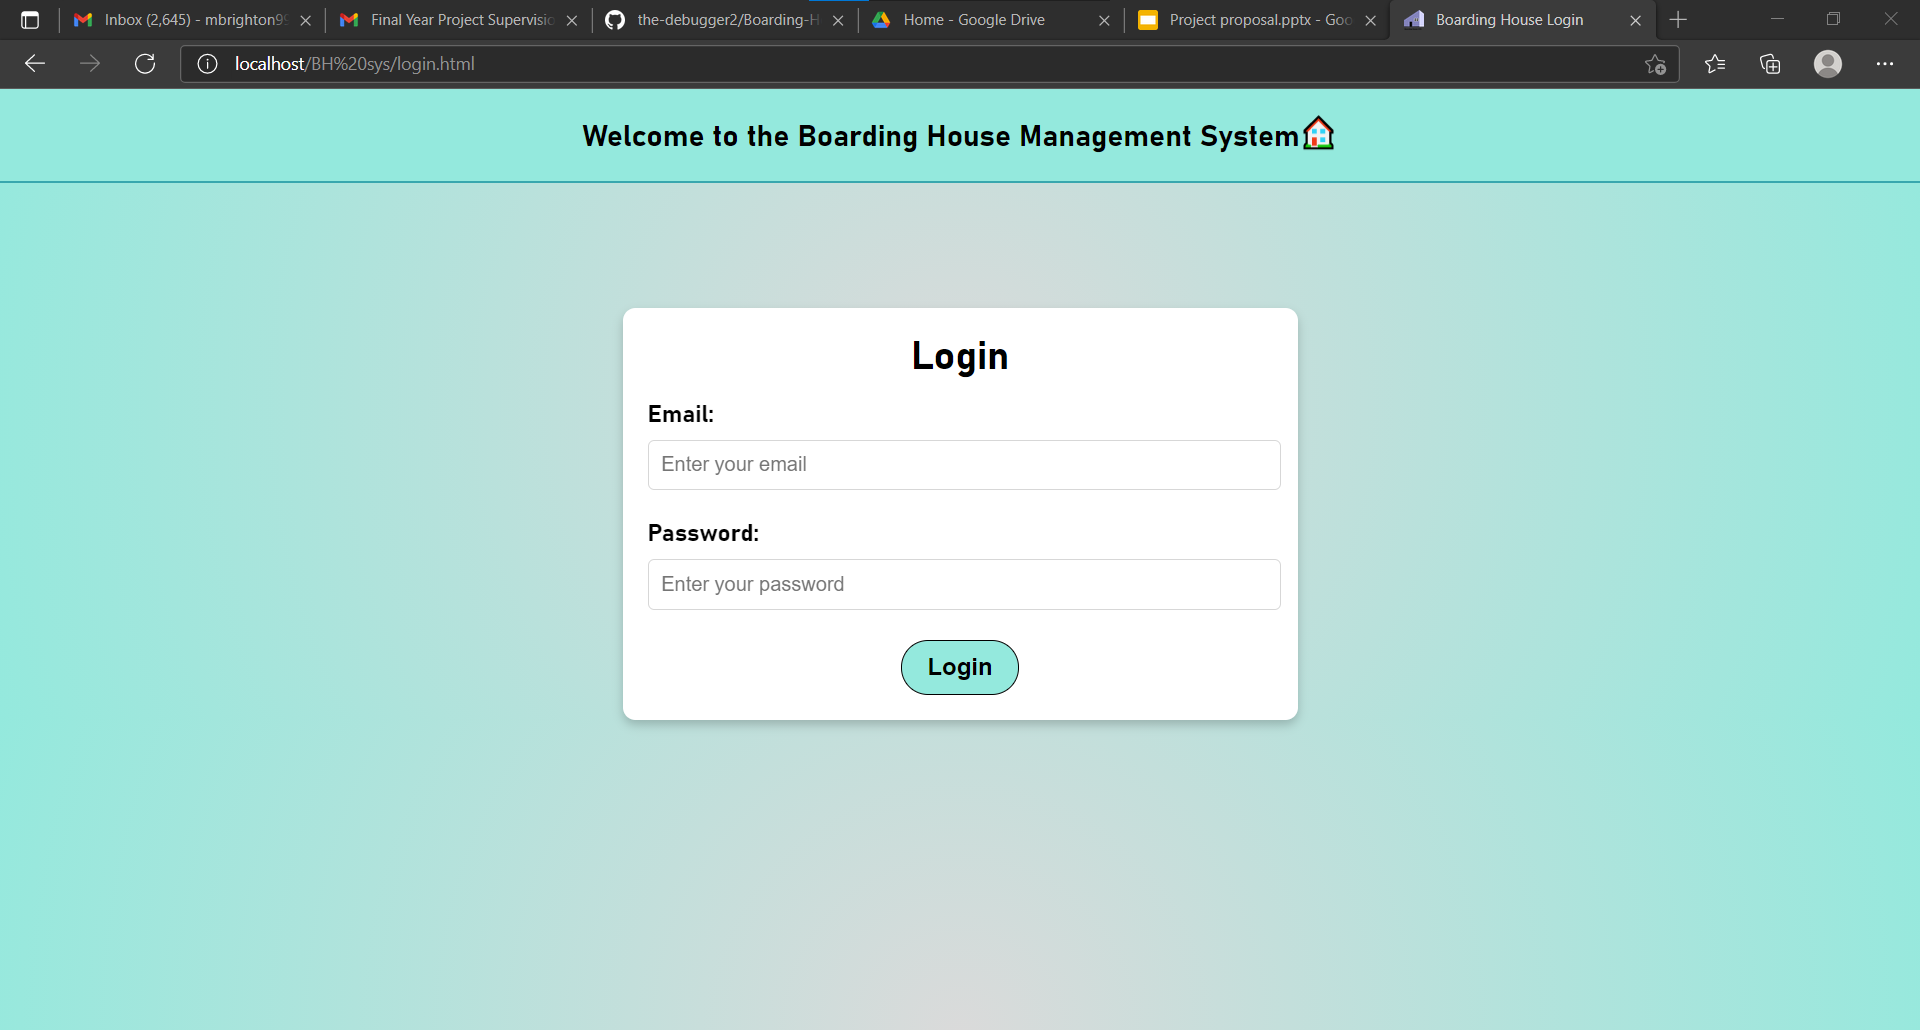 Inbox (2,645) - mbrighton99
Final Year Project Supervisio
the-debugger2/Boarding-H
Home - Google Drive
Project proposal.pptx - Goo
Boarding House Login
localhost/BH%20sys/login.html
Welcome to the Boarding House Management System🏠
Login
Email:
Enter your email
Password:
Enter your password
Login